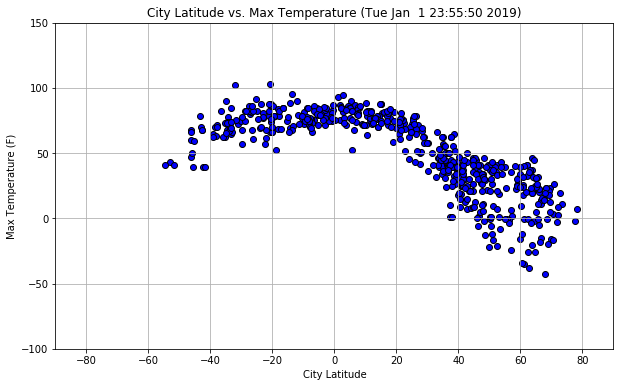 City Latitude vs. Max Temperature (Tue Jan  1 23:55:50 2019)
150
100
50
0
−50
−100
Max Temperature (F)
−80 −60 −40 −20 0 20 40 60 80
City Latitude